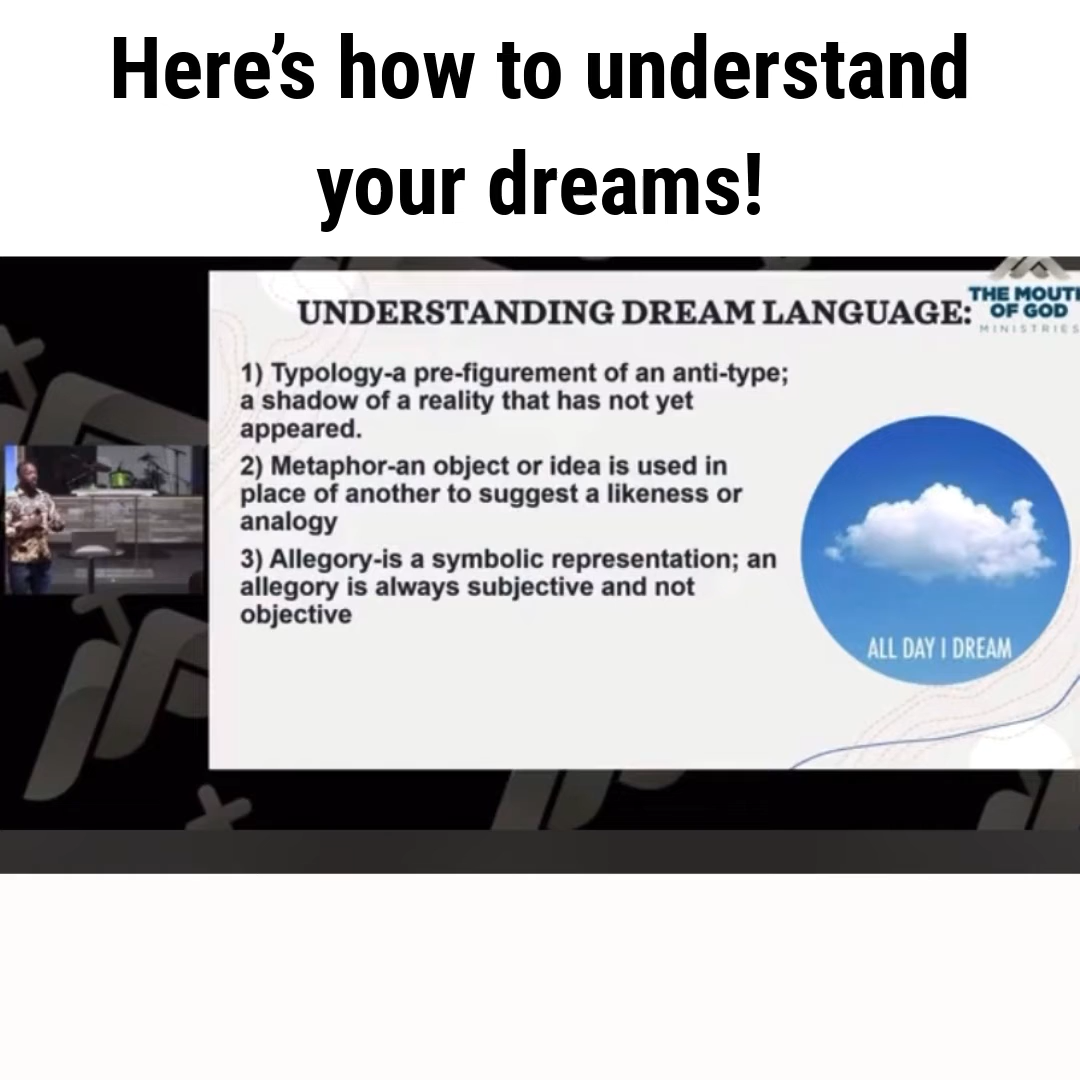 Here’s how to understand
your dreams!
UNDERSTANDING DREAM LANGUAGE:
THE MOUTH
OF GOD
MINISTRIES
1) Typology-a pre-figurement of an anti-type;
a shadow of a reality that has not yet
appeared.
2) Metaphor-an object or idea is used in
place of another to suggest a likeness or
analogy
3) Allegory-is a symbolic representation; an
allegory is always subjective and not
objective
ALL DAY I DREAM